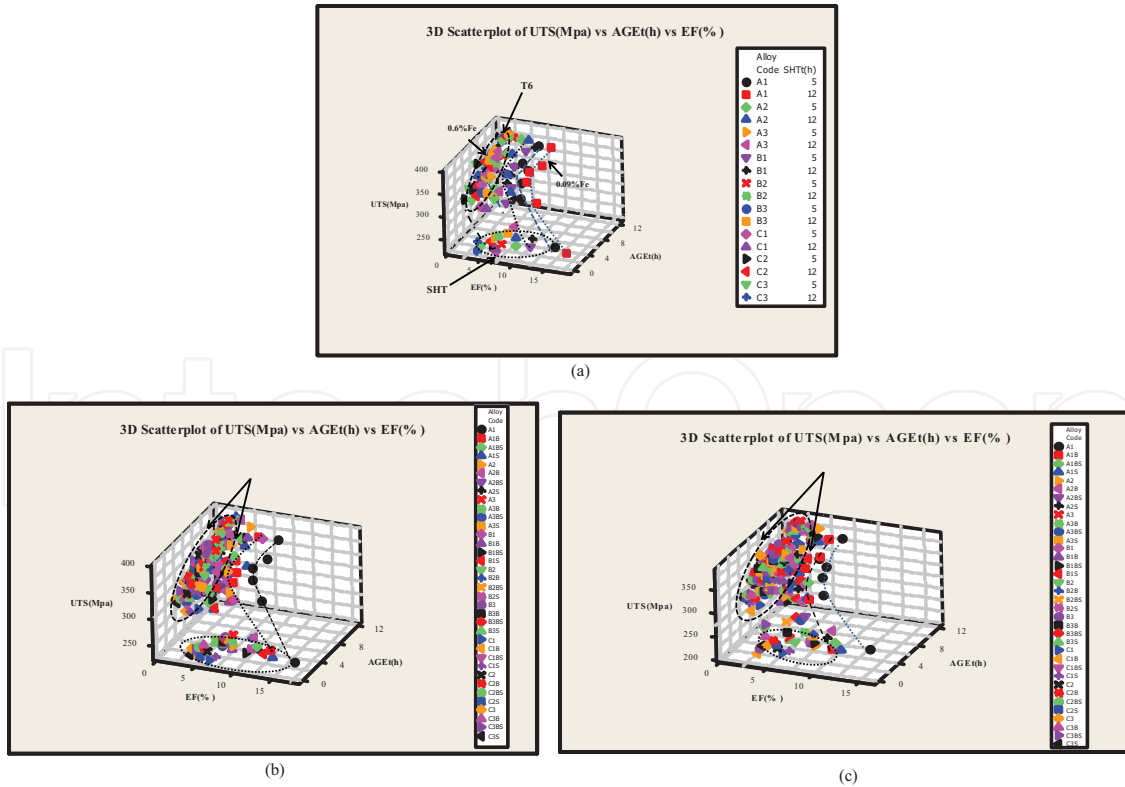 3D Scatterplot of UTS(Mpa) vs AGEt(h) vs EF(% )
T6
0.6%Fe
0.09%Fe
SHT
UTS(Mpa)
400
350
300
250
0
5
10
15
EF(% )
0
4
8
12
AGEt(h)
Alloy
Code SHTt(h)
A1 5
A1 12
A2 5
A2 12
A3 5
A3 12
B1 5
B1 12
B2 5
B2 12
B3 5
B3 12
C1 5
C1 12
C2 5
C2 12
C3 5
C3 12
(a)
3D Scatterplot of UTS(Mpa) vs AGEt(h) vs EF(% )
UTS(Mpa)
400
350
300
250
0
5
10
15
EF(% )
0
4
8
12
AGEt(h)
Alloy
Code
A1
A1B
A1BS
A1S
A2
A2B
A2BS
A2S
A3
A3B
A3BS
A3S
B1
B1B
B1BS
B1S
B2
B2B
B2BS
B2S
B3
B3B
B3BS
B3S
C1
C1B
C1BS
C1S
C2
C2B
C2BS
C2S
C3
C3B
C3BS
C3S
(b)
3D Scatterplot of UTS(Mpa) vs AGEt(h) vs EF(% )
UTS(Mpa)
350
300
250
200
0
5
10
15
EF(% )
0
4
8
12
AGEt(h)
Alloy
Code
A1
A1B
A1BS
A1S
A2
A2B
A2BS
A2S
A3
A3B
A3BS
A3S
B1
B1B
B1BS
B1S
B2
B2B
B2BS
B2S
B3
B3B
B3BS
B3S
C1
C1B
C1BS
C1S
C2
C2B
C2BS
C2S
C3
C3B
C3BS
C3S
(c)